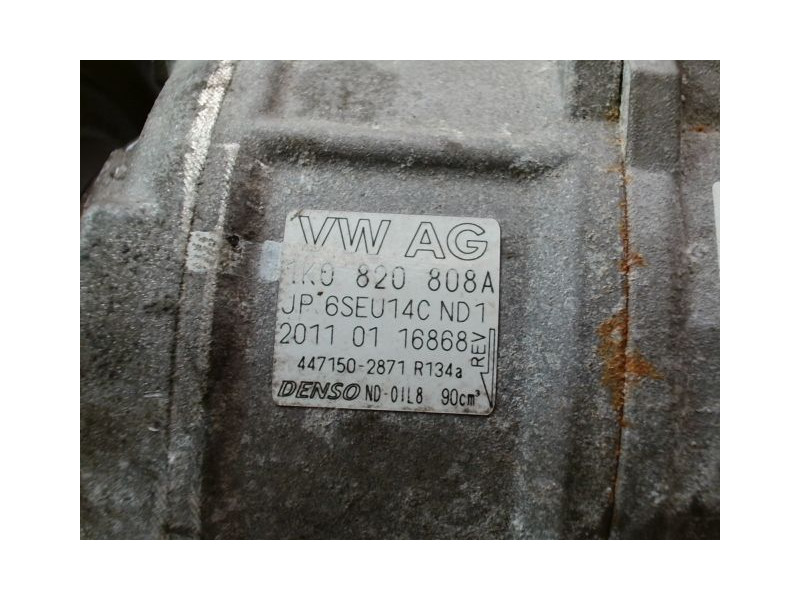 VW AG
1K0 820 808A
JP 6SEU14C ND1
2011 01 16868
REV
447150-2871 R134a
DENSO ND-OIL8 90cm³